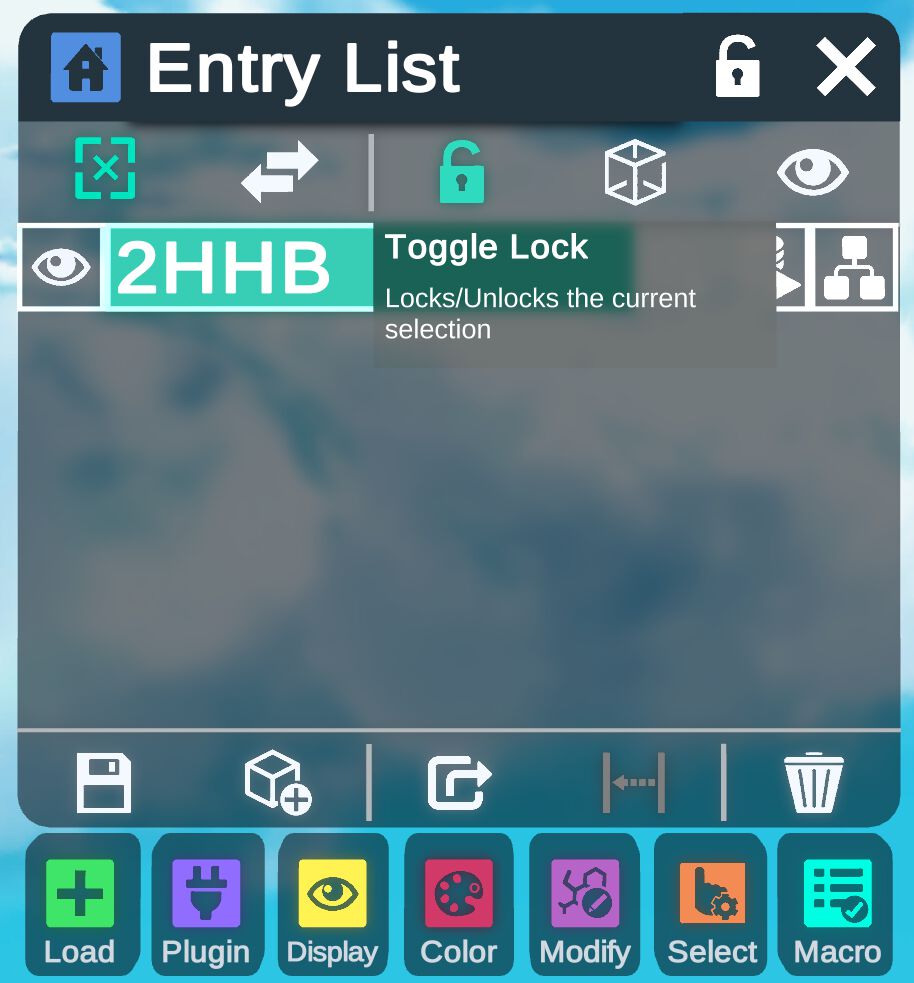 Entry List
2HHB
Toggle Lock
Locks/Unlocks the current
selection
Load
Plugin
Display
Color
Modify
Select
Macro